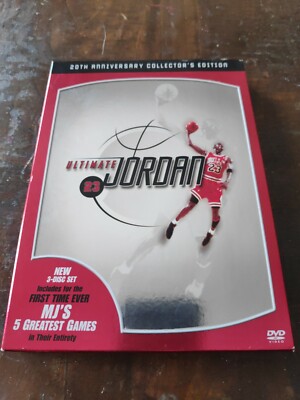 20TH ANNIVERSARY COLLECTOR'S EDITION
ULTIMATE
23 JORDAN
23
NEW
3-DISC SET
Includes for the
FIRST TIME EVER
MJ'S
5 GREATEST GAMES
in Their Entirety
DVD
VIDEO